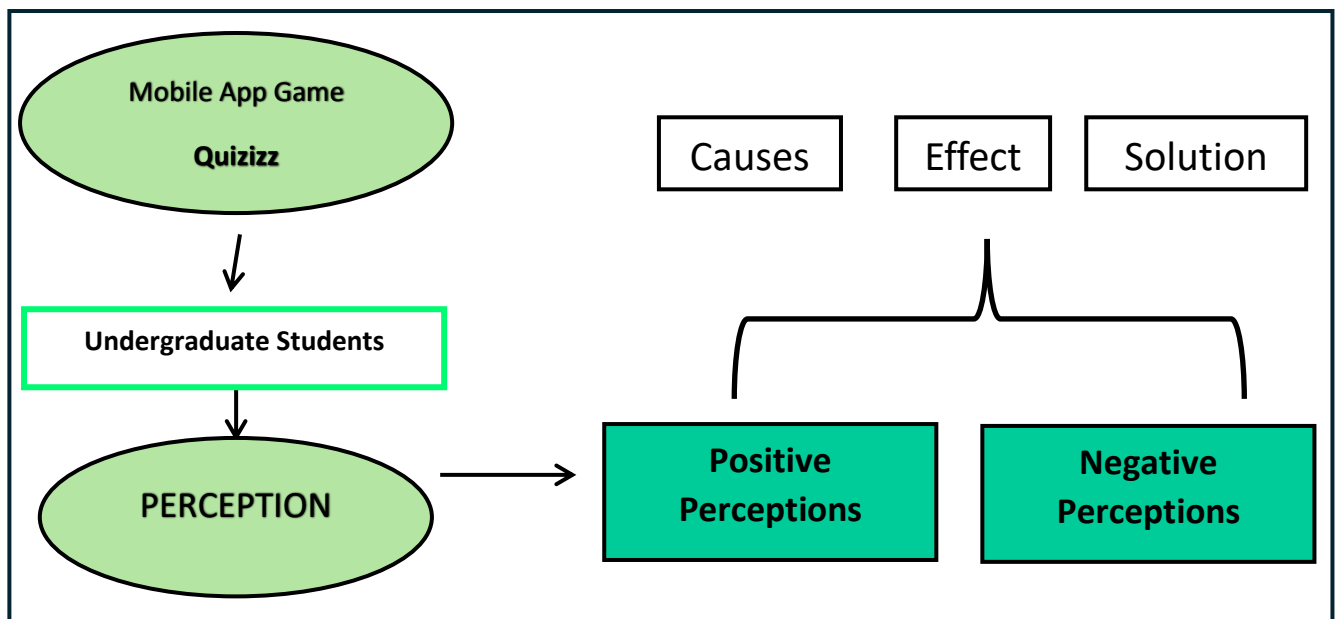 Mobile App Game
Quizizz
Undergraduate Students
PERCEPTION
Causes
Effect
Solution
Positive
Perceptions
Negative
Perceptions